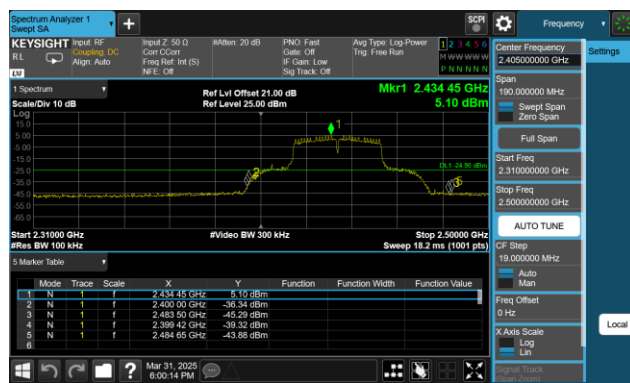 Spectrum Analyzer 1
Swept SA
+
SCPI
Frequency
KEYSIGHT
RL
LXI
Input: RF
Coupling: DC
Align: Auto
Input Z: 50 Ω
Corr CCorr
Freq Ref: Int (S)
NFE: Off
#Atten: 20 dB
PNO: Fast
Gate: Off
IF Gain: Low
Sig Track: Off
Avg Type: Log-Power
Trig: Free Run
1 2 3 4 5 6
M W W W W W
P N N N N N
1 Spectrum
Scale/Div 10 dB
Ref Lvl Offset 21.00 dB
Ref Level 25.00 dBm
Mkr1 2.434 45 GHz
5.10 dBm
Log
15.0
5.00
-5.00
-15.0
-25.0
-35.0
-45.0
-55.0
-65.0
1
DL1 -24.90 dBm
Start 2.31000 GHz
#Res BW 100 kHz
#Video BW 300 kHz
Stop 2.50000 GHz
Sweep 18.2 ms (1001 pts)
5 Marker Table
Mode Trace Scale X Y Function Function Width Function Value
1 N 1 f 2.434 45 GHz 5.10 dBm
2 N 1 f 2.400 00 GHz -36.34 dBm
3 N 1 f 2.483 50 GHz -45.29 dBm
4 N 1 f 2.399 42 GHz -39.32 dBm
5 N 1 f 2.484 65 GHz -43.88 dBm
6
?
Mar 31, 2025
6:00:14 PM
Center Frequency
2.405000000 GHz
Settings
Span
190.000000 MHz
Swept Span
Zero Span
Full Span
Start Freq
2.310000000 GHz
Stop Freq
2.500000000 GHz
AUTO TUNE
CF Step
19.000000 MHz
Auto
Man
Freq Offset
0 Hz
Local
X Axis Scale
Log
Lin
Signal Track
(Span Zoom)